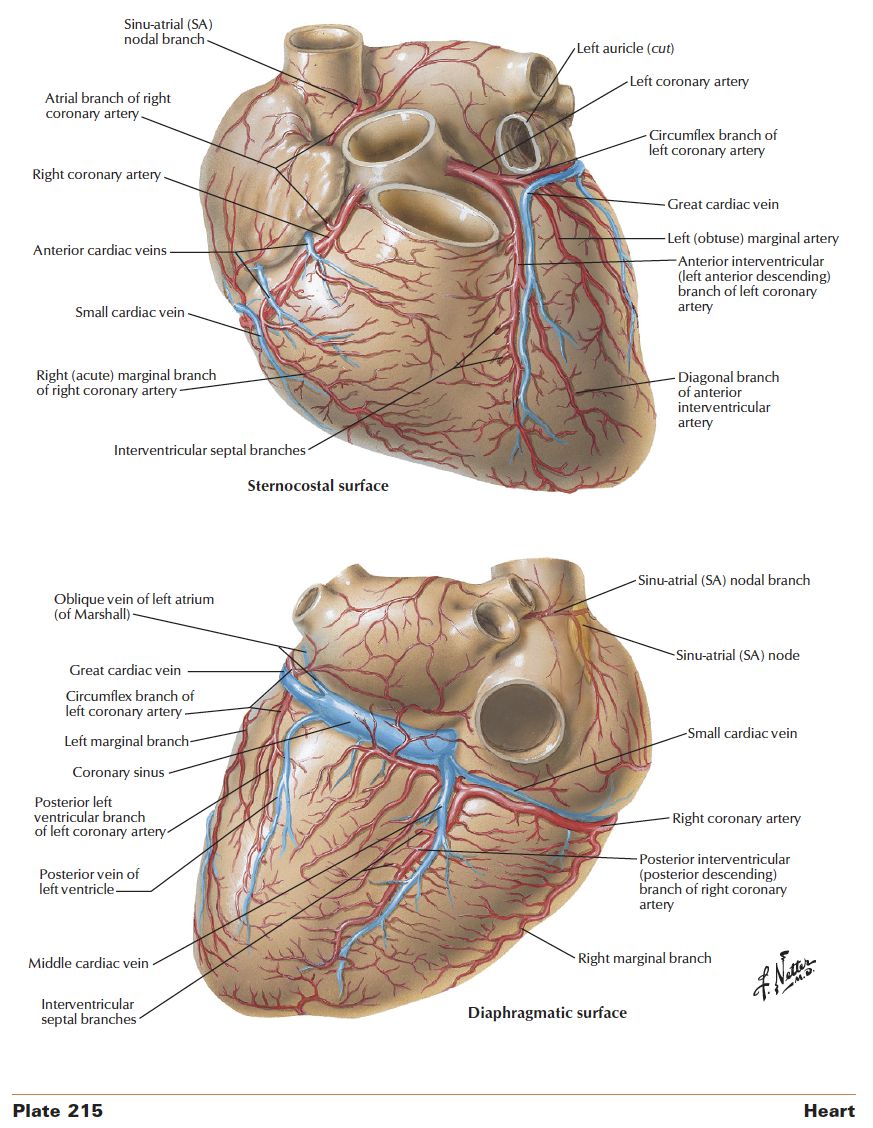 Sinu-atrial (SA)
nodal branch
Atrial branch of right
coronary artery
Right coronary artery
Anterior cardiac veins
Small cardiac vein
Right (acute) marginal branch
of right coronary artery
Interventricular septal branches
Left auricle (cut)
Left coronary artery
Circumflex branch of
left coronary artery
Great cardiac vein
Left (obtuse) marginal artery
Anterior interventricular
(left anterior descending)
branch of left coronary
artery
Diagonal branch
of anterior
interventricular
artery
Sternocostal surface
Oblique vein of left atrium
(of Marshall)
Great cardiac vein
Circumflex branch of
left coronary artery
Left marginal branch
Coronary sinus
Posterior left
ventricular branch
of left coronary artery
Posterior vein of
left ventricle
Middle cardiac vein
Interventricular
septal branches
Sinu-atrial (SA) nodal branch
Sinu-atrial (SA) node
Small cardiac vein
Right coronary artery
Posterior interventricular
(posterior descending)
branch of right coronary
artery
Right marginal branch
Diaphragmatic surface
f. Netter
M.D.
Plate 215
Heart